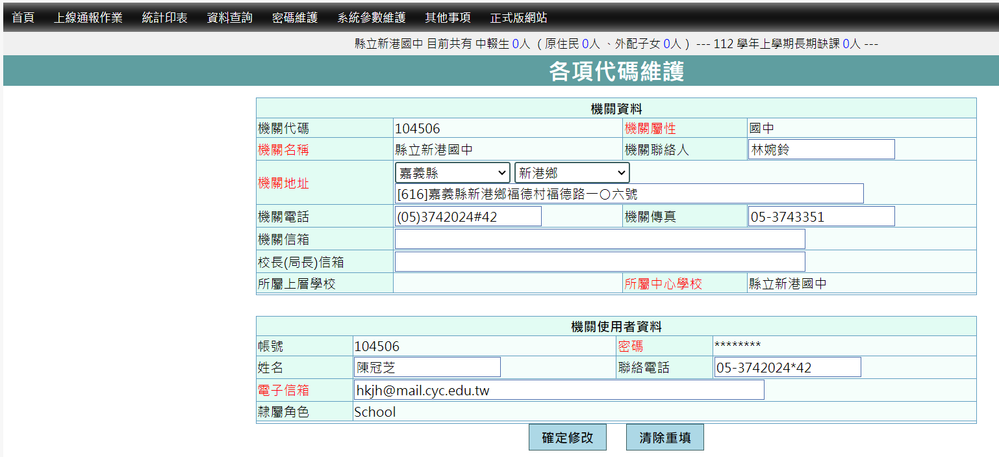 首頁 上線通報作業 統計印表 資料查詢 密碼維護 系統參數維護 其他事項 正式版網站
縣立新港國中 目前共有 中輟生 0人 ( 原住民 0人 、外配子女 0人 ) --- 112 學年上學期長期缺課 0人 ---
各項代碼維護
機關資料
機關代碼 104506 機關屬性 國中
機關名稱 縣立新港國中 機關聯絡人 林婉鈴
機關地址 嘉義縣 新港鄉
[616]嘉義縣新港鄉福德村福德路一〇六號
機關電話 (05)3742024#42 機關傳真 05-3743351
機關信箱
校長(局長)信箱
所屬上層學校 所屬中心學校 縣立新港國中
機關使用者資料
帳號 104506 密碼 ********
姓名 陳冠芝 聯絡電話 05-3742024*42
電子信箱 hkjh@mail.cyc.edu.tw
隸屬角色 School
確定修改 清除重填